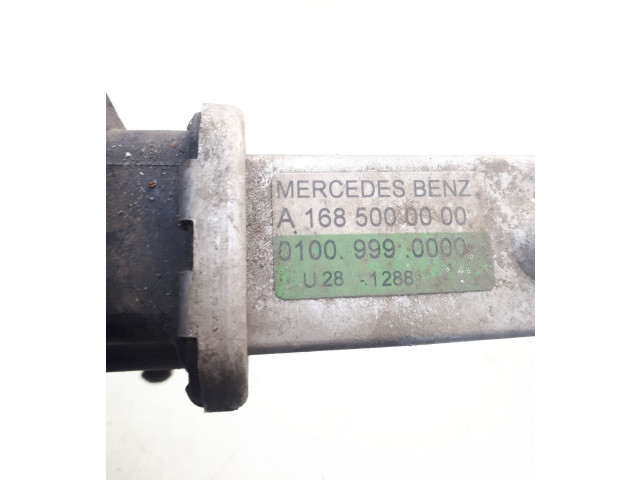 MERCEDES BENZ
A 168 500 00 00
0100.999.0000
U 28 -1288